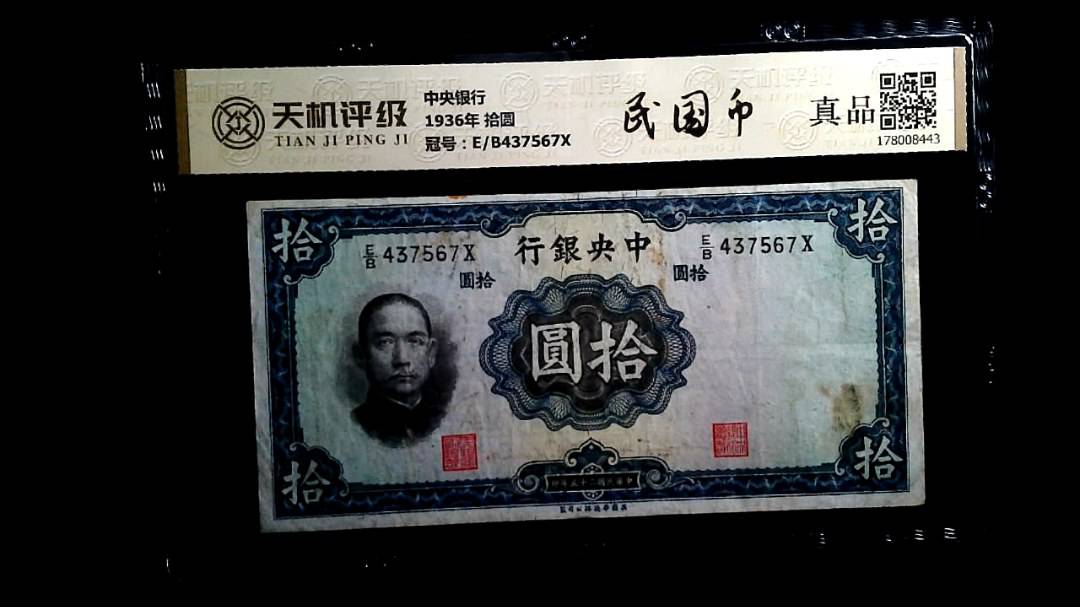 天机评级
TIAN JI PING JI
中央银行
1936年 拾圆
冠号：E/B437567X
民国币
真品
178008443
拾
拾
E/B 437567X
行銀央中
E/B 437567X
圓拾
圓拾
圓拾
拾
拾